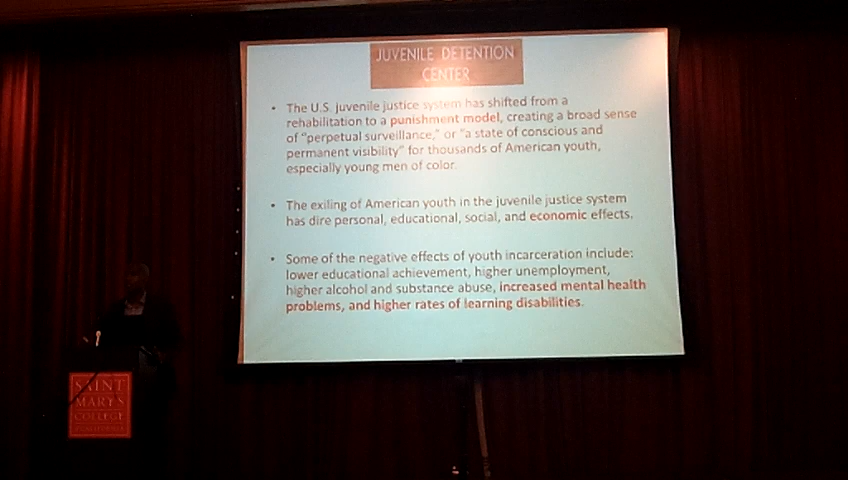 JUVENILE DETENTION
CENTER
• The U.S. juvenile justice system has shifted from a
rehabilitation to a punishment model, creating a broad sense
of "perpetual surveillance," or "a state of conscious and
permanent visibility" for thousands of American youth,
especially young men of color.
• The exiling of American youth in the juvenile justice system
has dire personal, educational, social, and economic effects.
• Some of the negative effects of youth incarceration include:
lower educational achievement, higher unemployment,
higher alcohol and substance abuse, increased mental health
problems, and higher rates of learning disabilities.
SAINT
MARY'S
COLLEGE